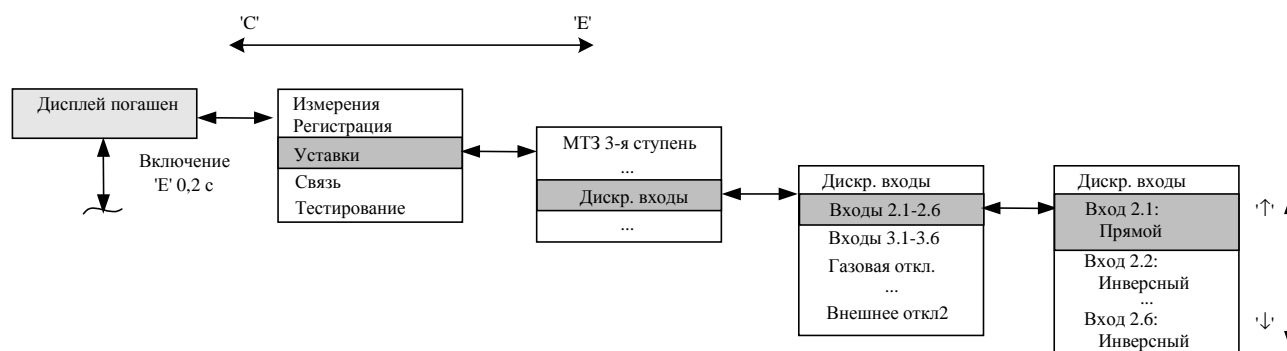 'С' 'Е'
Дисплей погашен
Включение
'Е' 0,2 с
Измерения
Регистрация
Уставки
Связь
Тестирование
МТЗ 3-я ступень
...
Дискр. входы
...
Дискр. входы
Входы 2.1-2.6
Входы 3.1-3.6
Газовая откл.
...
Внешнее откл2
Дискр. входы
Вход 2.1:
Прямой
Вход 2.2:
Инверсный
...
Вход 2.6:
Инверсный
'↑'
'↓'